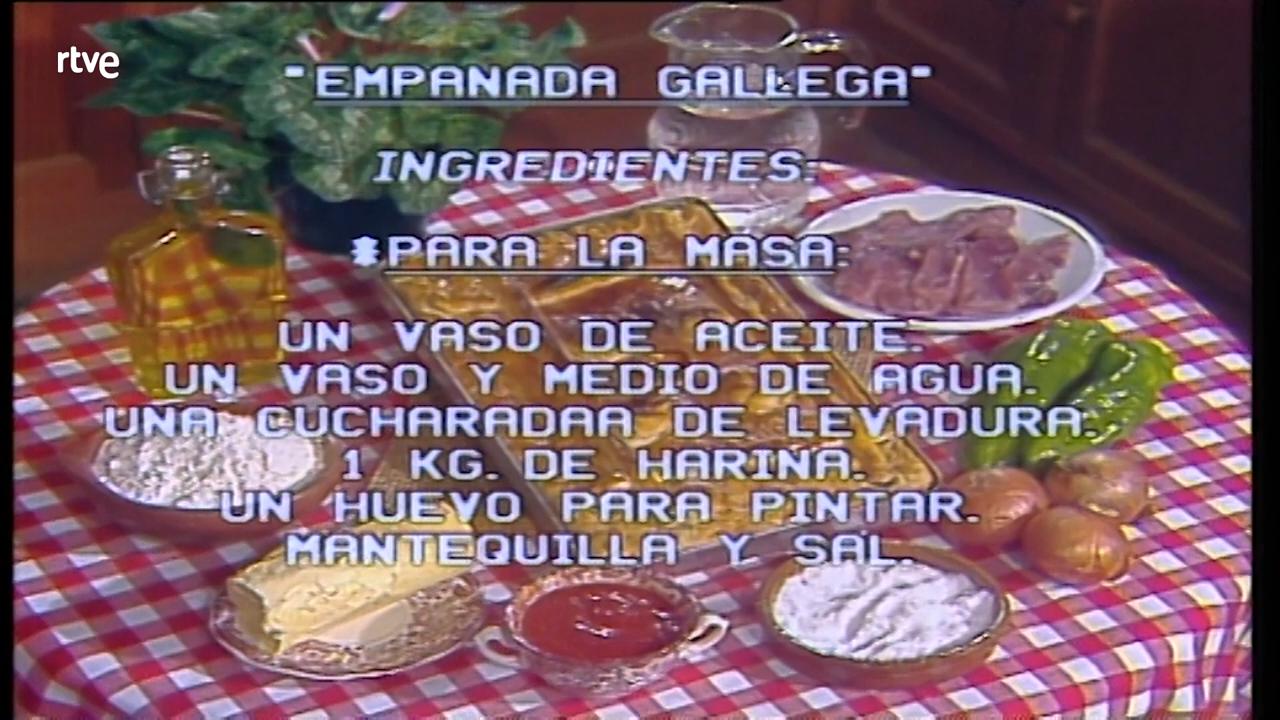 rtve
"EMPANADA GALLEGA"
INGREDIENTES:
*PARA LA MASA:
UN VASO DE ACEITE.
UN VASO Y MEDIO DE AGUA.
UNA CUCHARADAA DE LEVADURA.
1 KG. DE HARINA.
UN HUEVO PARA PINTAR.
MANTEQUILLA Y SAL.